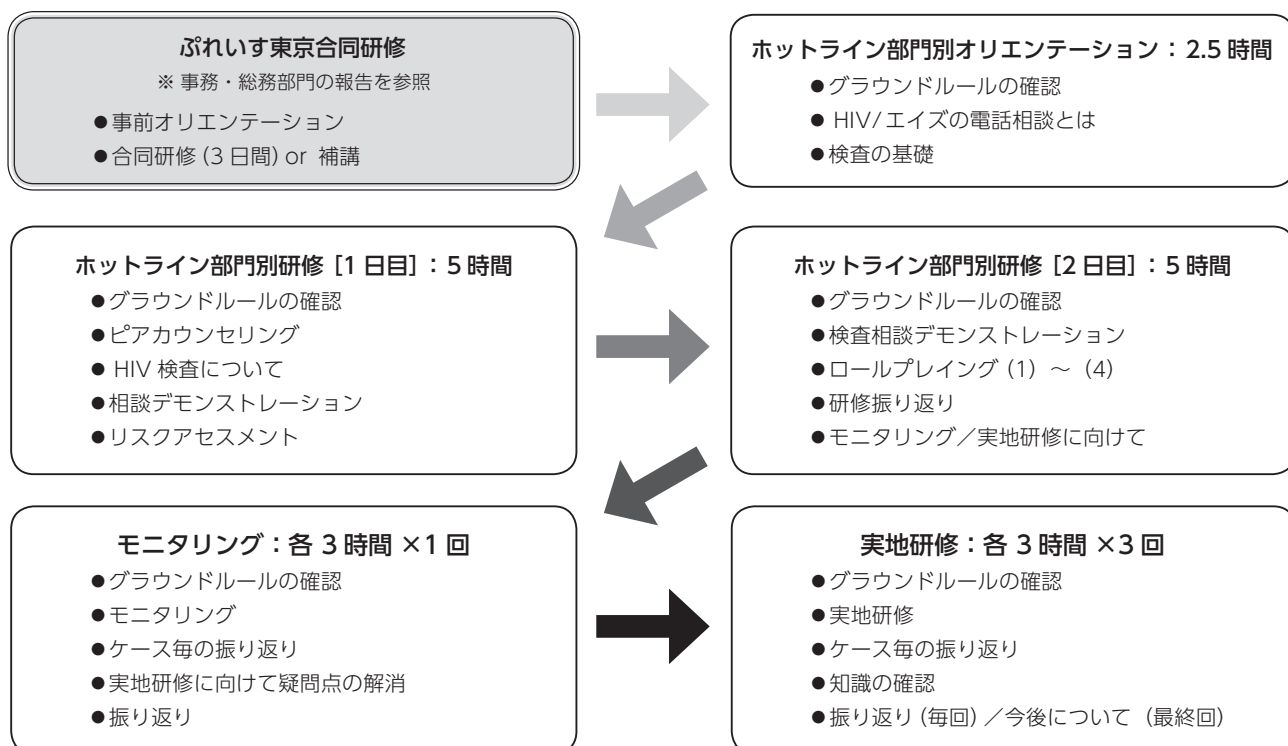 ぷれいす東京合同研修
※ 事務・総務部門の報告を参照
●事前オリエンテーション
●合同研修（3 日間）or 補講
ホットライン部門別オリエンテーション：2.5 時間
●グラウンドルールの確認
● HIV/ エイズの電話相談とは
●検査の基礎
ホットライン部門別研修［1 日目］：5 時間
●グラウンドルールの確認
●ピアカウンセリング
● HIV 検査について
●相談デモンストレーション
●リスクアセスメント
ホットライン部門別研修［2 日目］：5 時間
●グラウンドルールの確認
●検査相談デモンストレーション
●ロールプレイング（1）～（4）
●研修振り返り
●モニタリング／実地研修に向けて
モニタリング：各 3 時間 ×1 回
●グラウンドルールの確認
●モニタリング
●ケース毎の振り返り
●実地研修に向けて疑問点の解消
●振り返り
実地研修：各 3 時間 ×3 回
●グラウンドルールの確認
●実地研修
●ケース毎の振り返り
●知識の確認
●振り返り（毎回）／今後について（最終回）